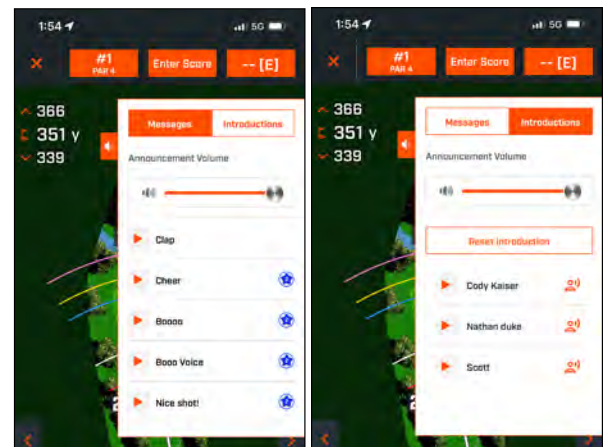 1:54
5G
#1
PAR 4
Enter Score
-- [E]
366
351 y
339
Messages
Introductions
Announcement Volume
Clap
Cheer
Boooo
Booo Voice
Nice shot!
1:54
5G
#1
PAR 4
Enter Score
-- [E]
366
351 y
339
Messages
Introductions
Announcement Volume
Reset introduction
Cody Kaiser
Nathan duke
Scott